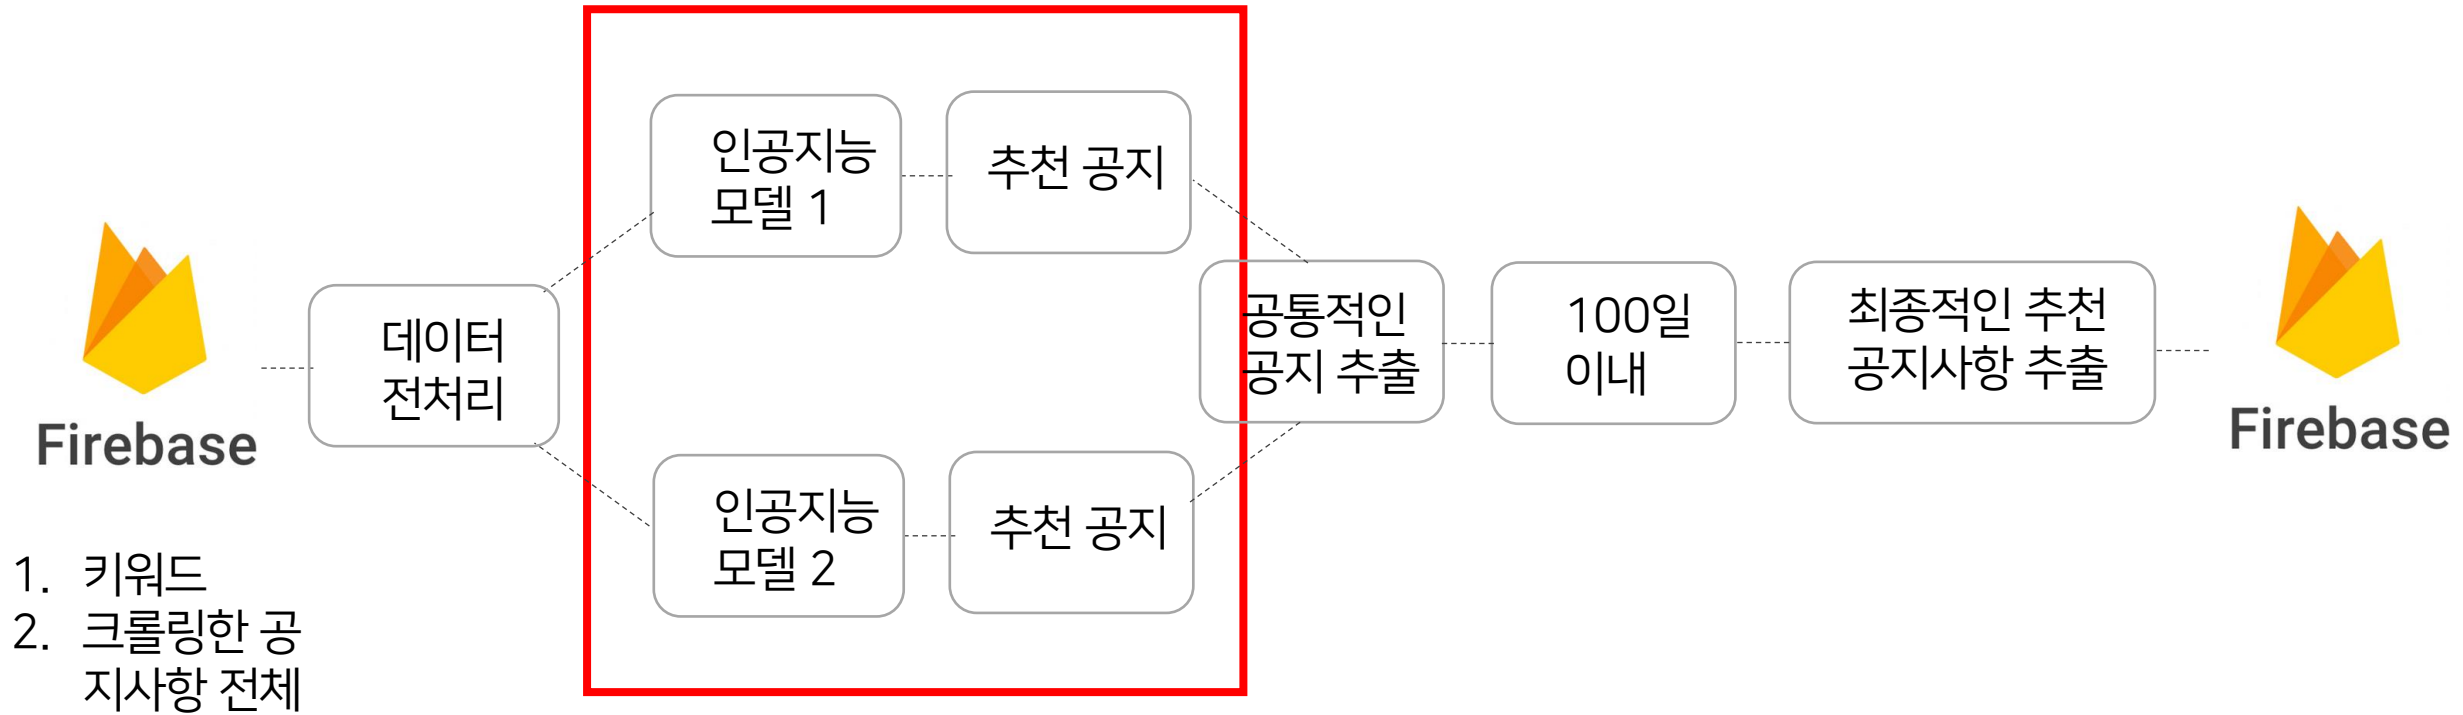 Firebase
1. 키워드
2. 크롤링한 공
지사항 전체
데이터
전처리
인공지능
모델 1
추천 공지
인공지능
모델 2
추천 공지
공통적인
공지 추출
100일
이내
최종적인 추천
공지사항 추출
Firebase